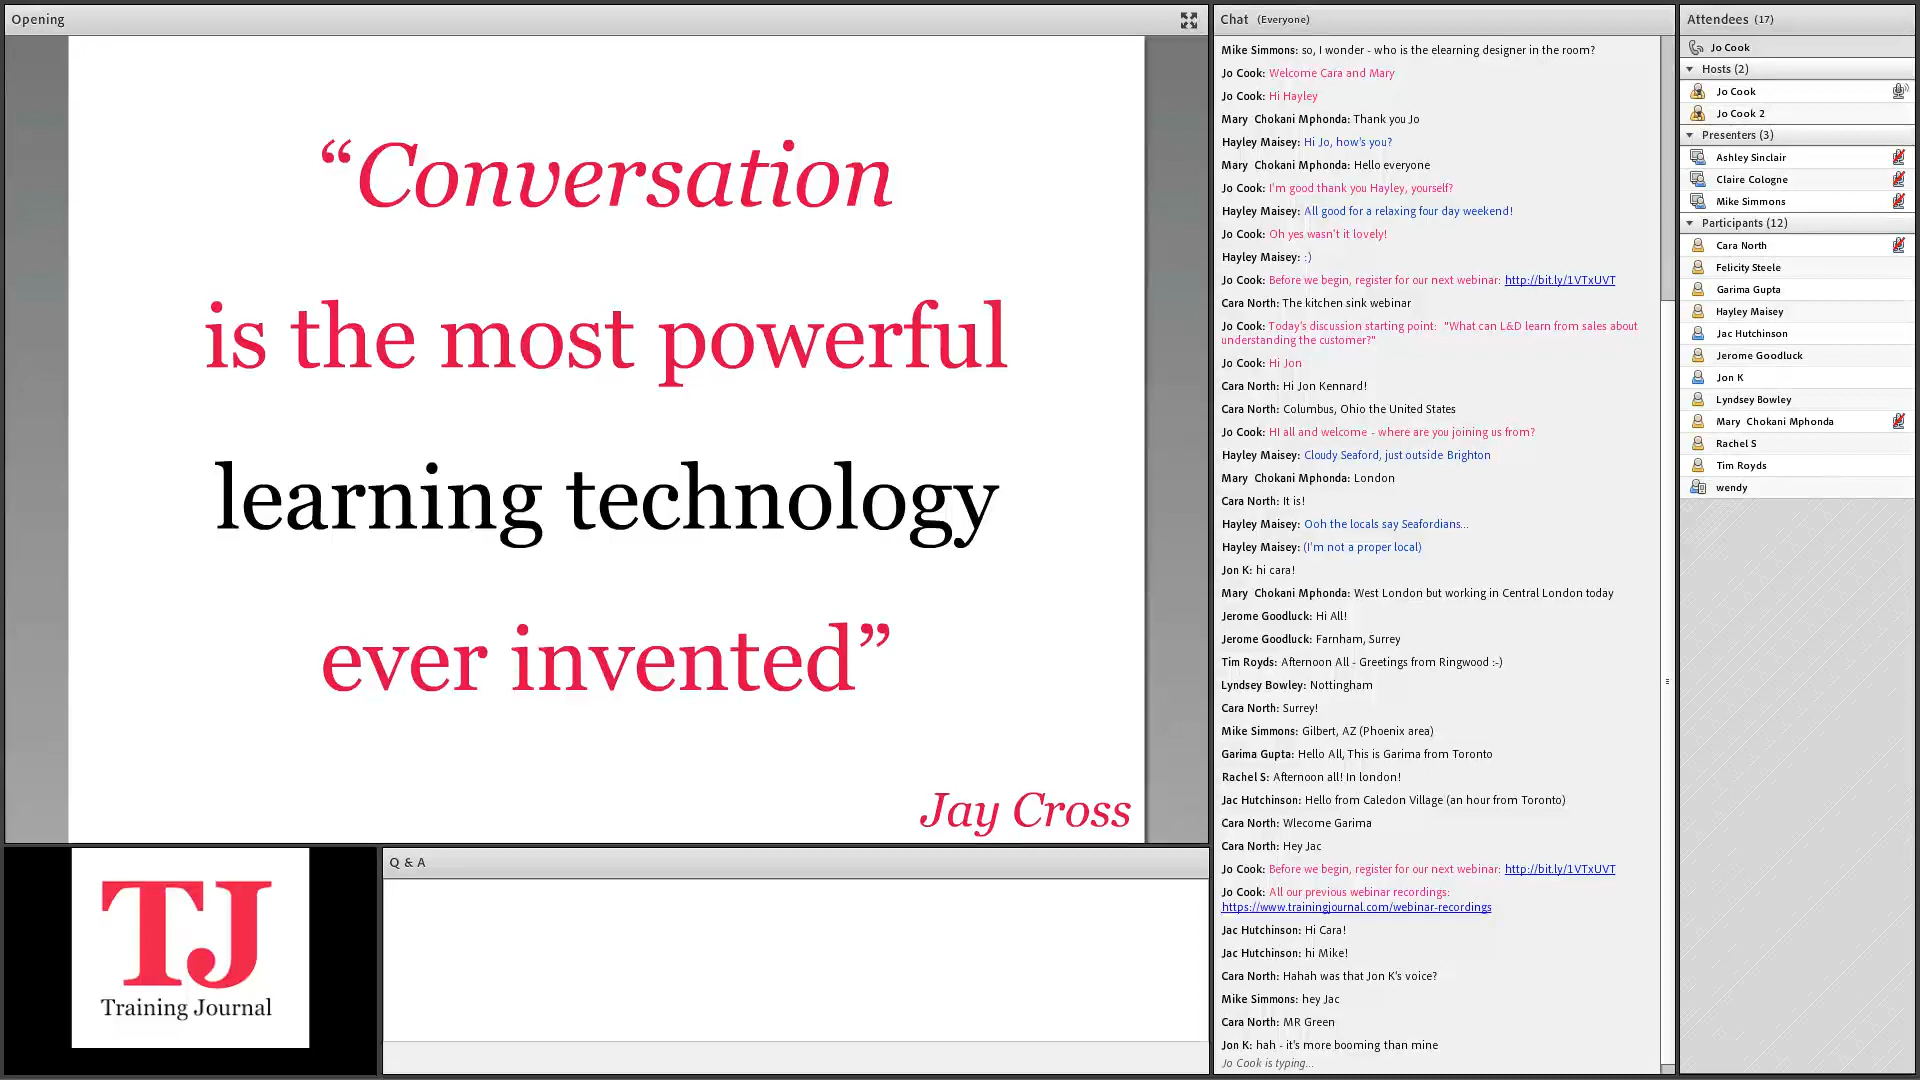 Opening
“Conversation
is the most powerful
learning technology
ever invented”
Jay Cross
TJ
Training Journal
Q & A
Chat (Everyone)
Mike Simmons: so, I wonder - who is the elearning designer in the room?
Jo Cook: Welcome Cara and Mary
Jo Cook: Hi Hayley
Mary  Chokani Mphonda: Thank you Jo
Hayley Maisey: Hi Jo, how's you?
Mary  Chokani Mphonda: Hello everyone
Jo Cook: I'm good thank you Hayley, yourself?
Hayley Maisey: All good for a relaxing four day weekend!
Jo Cook: Oh yes wasn't it lovely!
Hayley Maisey: :)
Jo Cook: Before we begin, register for our next webinar: http://bit.ly/1VTxUVT
Cara North: The kitchen sink webinar
Jo Cook: Today's discussion starting point:  "What can L&D learn from sales about
understanding the customer?"
Jo Cook: Hi Jon
Cara North: Hi Jon Kennard!
Cara North: Columbus, Ohio the United States
Jo Cook: HI all and welcome - where are you joining us from?
Hayley Maisey: Cloudy Seaford, just outside Brighton
Mary  Chokani Mphonda: London
Cara North: It is!
Hayley Maisey: Ooh the locals say Seafordians...
Hayley Maisey: (I'm not a proper local)
Jon K: hi cara!
Mary  Chokani Mphonda: West London but working in Central London today
Jerome Goodluck: Hi All!
Jerome Goodluck: Farnham, Surrey
Tim Royds: Afternoon All - Greetings from Ringwood :-)
Lyndsey Bowley: Nottingham
Cara North: Surrey!
Mike Simmons: Gilbert, AZ (Phoenix area)
Garima Gupta: Hello All, This is Garima from Toronto
Rachel S: Afternoon all! In london!
Jac Hutchinson: Hello from Caledon Village (an hour from Toronto)
Cara North: Wlecome Garima
Cara North: Hey Jac
Jo Cook: Before we begin, register for our next webinar: http://bit.ly/1VTxUVT
Jo Cook: All our previous webinar recordings:
https://www.trainingjournal.com/webinar-recordings
Jac Hutchinson: Hi Cara!
Jac Hutchinson: hi Mike!
Cara North: Hahah was that Jon K's voice?
Mike Simmons: hey Jac
Cara North: MR Green
Jon K: hah - it's more booming than mine
Jo Cook is typing...
Attendees (17)
Jo Cook
Hosts (2)
Jo Cook
Jo Cook 2
Presenters (3)
Ashley Sinclair
Claire Cologne
Mike Simmons
Participants (12)
Cara North
Felicity Steele
Garima Gupta
Hayley Maisey
Jac Hutchinson
Jerome Goodluck
Jon K
Lyndsey Bowley
Mary  Chokani Mphonda
Rachel S
Tim Royds
wendy